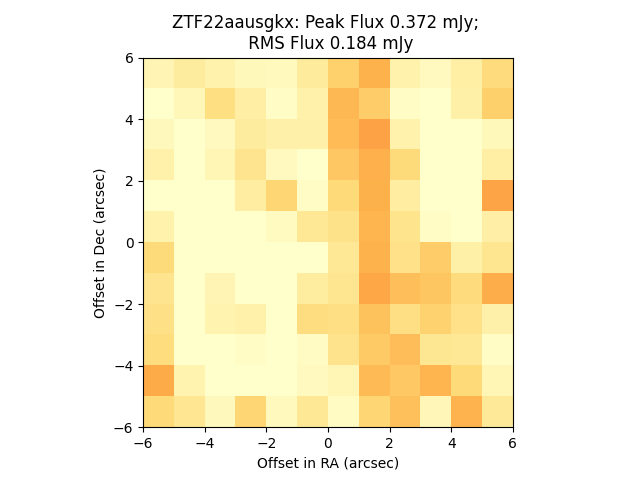 ZTF22aausgkx: Peak Flux 0.372 mJy;
RMS Flux 0.184 mJy
6
4
2
0
−2
−4
−6
Offset in Dec (arcsec)
−6 −4 −2 0 2 4 6
Offset in RA (arcsec)